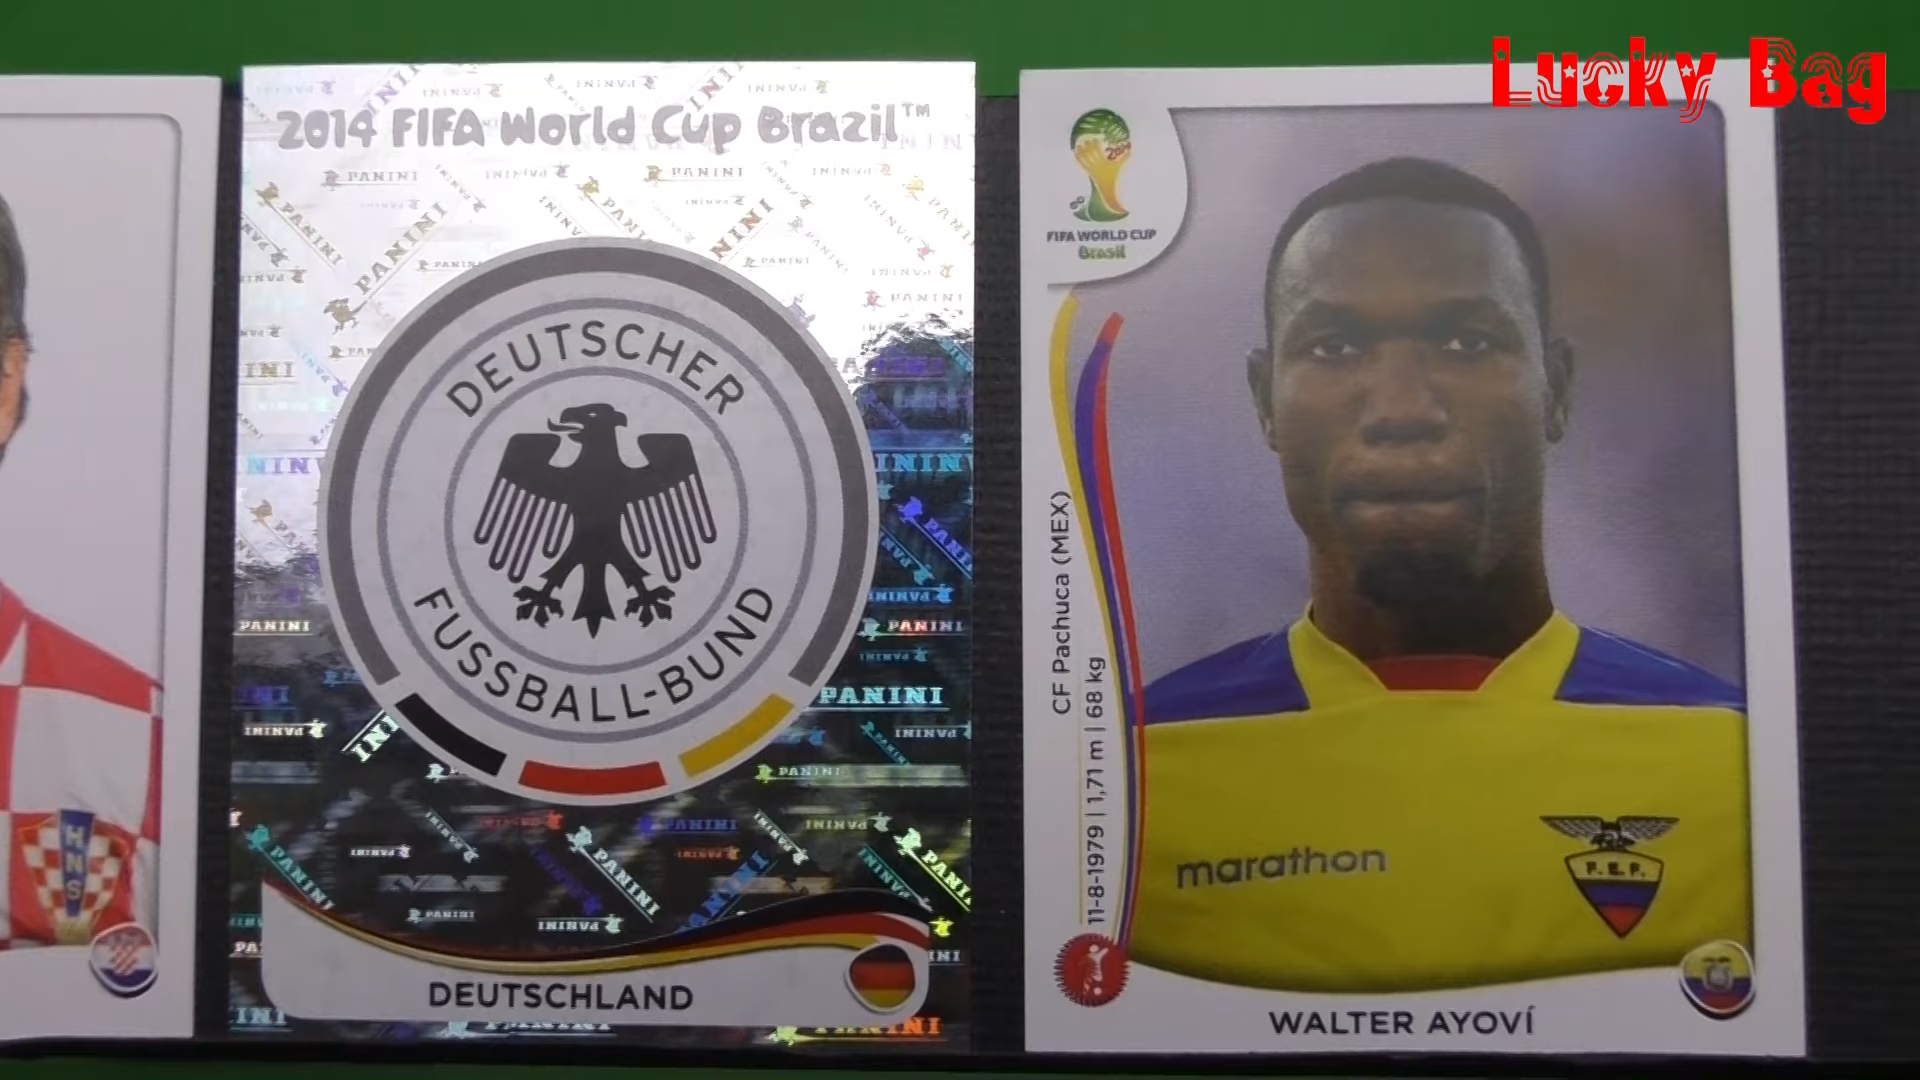 Lucky Bag
2014 FIFA World Cup Brazil™
PANINI
DEUTSCHER
FUSSBALL-BUND
DEUTSCHLAND
HNS
2014
FIFA WORLD CUP
Brasil
CF Pachuca (MEX)
11-8-1979 | 1,71 m | 68 kg
marathon
F.E.F.
WALTER AYOVÍ